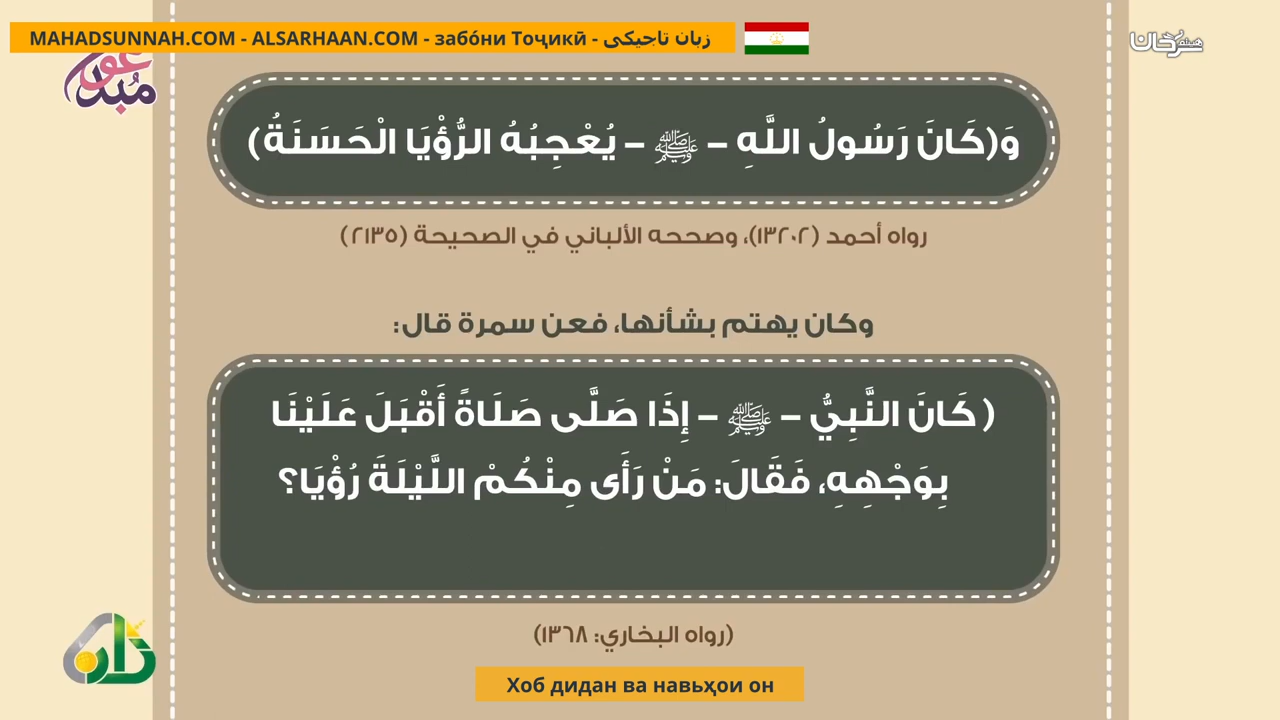 MAHADSUNNAH.COM - ALSARHAAN.COM - забо́ни Тоҷикӣ - زبان تاجیکی
مُبدعون
وَ(كَانَ رَسُولُ اللَّهِ – ﷺ – يُعْجِبُهُ الرُّؤْيَا الْحَسَنَةُ)
رواه أحمد (١٣٢٠٢)، وصححه الألباني في الصحيحة (٢١٣٥)
وكان يهتم بشأنها، فعن سمرة قال:
( كَانَ النَّبِيُّ – ﷺ – إِذَا صَلَّى صَلَاةً أَقْبَلَ عَلَيْنَا
بِوَجْهِهِ، فَقَالَ: مَنْ رَأَى مِنْكُمْ اللَّيْلَةَ رُؤْيَا؟
(رواه البخاري: ١٣٦٨)
Хоб дидан ва навьҳои он